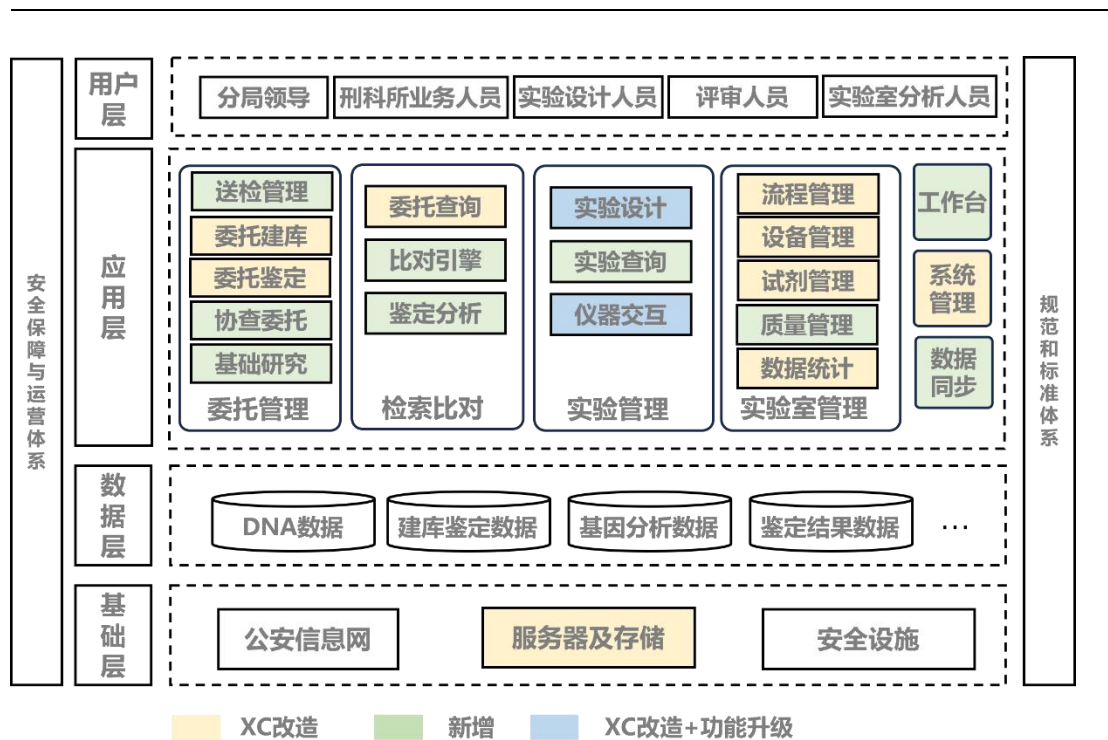 安全保障与运营体系
用户层
分局领导
刑科所业务人员
实验设计人员
评审人员
实验室分析人员
应用层
送检管理
委托建库
委托鉴定
协查委托
基础研究
委托管理
委托查询
比对引擎
鉴定分析
检索比对
实验设计
实验查询
仪器交互
实验管理
流程管理
设备管理
试剂管理
质量管理
数据统计
实验室管理
工作台
系统
管理
数据
同步
数据层
DNA数据
建库鉴定数据
基因分析数据
鉴定结果数据
...
基础层
公安信息网
服务器及存储
安全设施
规范和标准体系
XC改造
新增
XC改造+功能升级